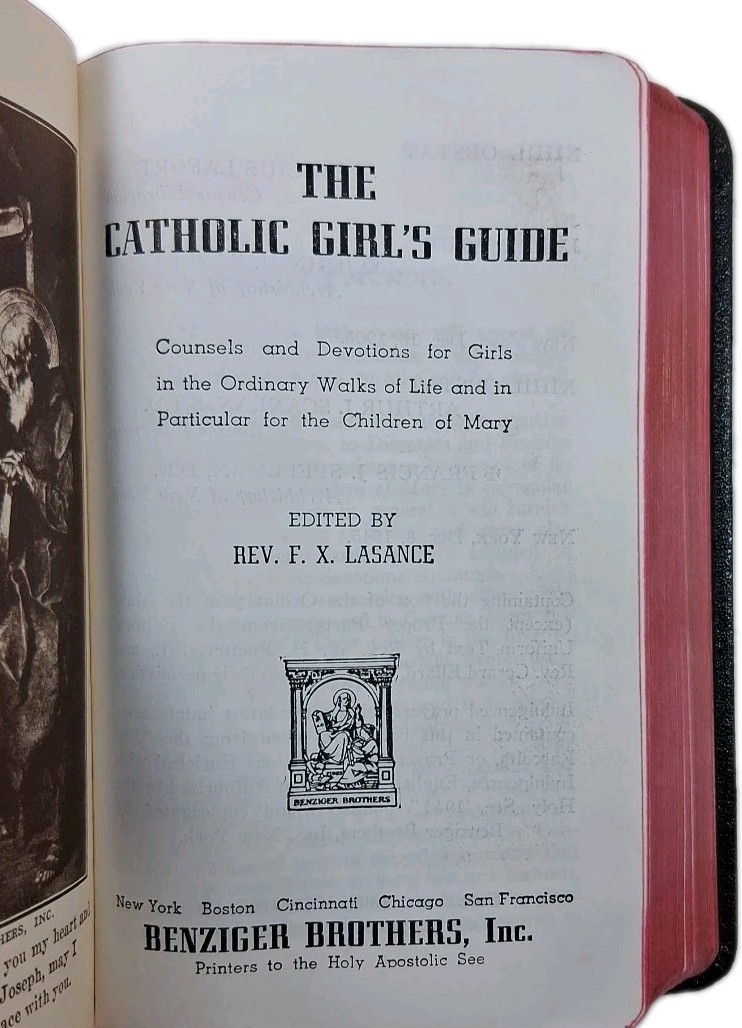 HERS, INC.
you my heart and
Joseph, may I
ace with you.
THE
CATHOLIC GIRL'S GUIDE
Counsels and Devotions for Girls
in the Ordinary Walks of Life and in
Particular for the Children of Mary
EDITED BY
REV. F. X. LASANCE
BENZIGER BROTHERS
New York Boston Cincinnati Chicago San Francisco
BENZIGER BROTHERS, Inc.
Printers to the Holy Apostolic See